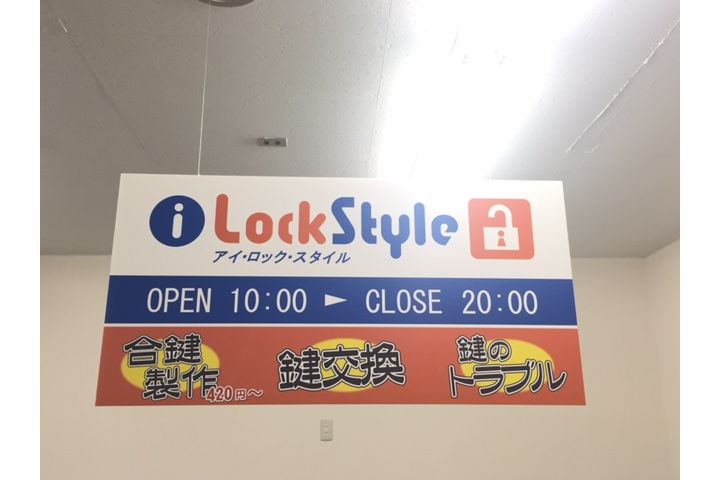 i LockStyle
アイ・ロック・スタイル
OPEN 10:00 ► CLOSE 20:00
合鍵
製作
420円～
鍵交換
鍵の
トラブル